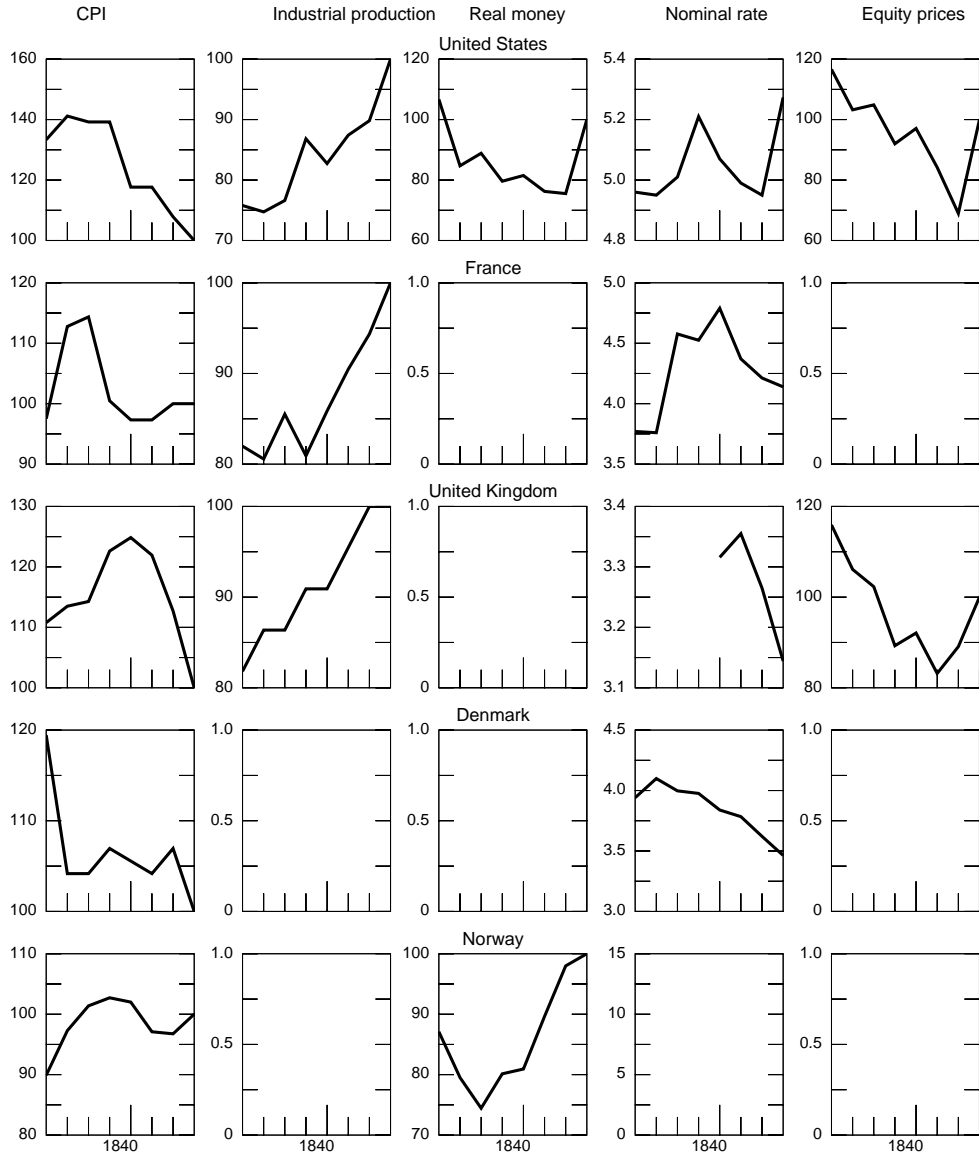 CPI Industrial production Real money Nominal rate Equity prices
United States
160 100 120 5.4 120
140 90 100 5.2 100
120 80 80 5.0 80
100 70 60 4.8 60
France
120 100 1.0 5.0 1.0
110 4.5
90 0.5 0.5
100 4.0
90 80 0 3.5 0
United Kingdom
130 100 1.0 3.4 120
120 3.3
90 0.5 100
110 3.2
100 80 0 3.1 80
Denmark
120 1.0 1.0 4.5 1.0
4.0
110 0.5 0.5 0.5
3.5
100 0 0 3.0 0
Norway
110 1.0 100 15 1.0
100 90 10
0.5 0.5
90 80 5
80 0 70 0 0
1840 1840 1840 1840 1840